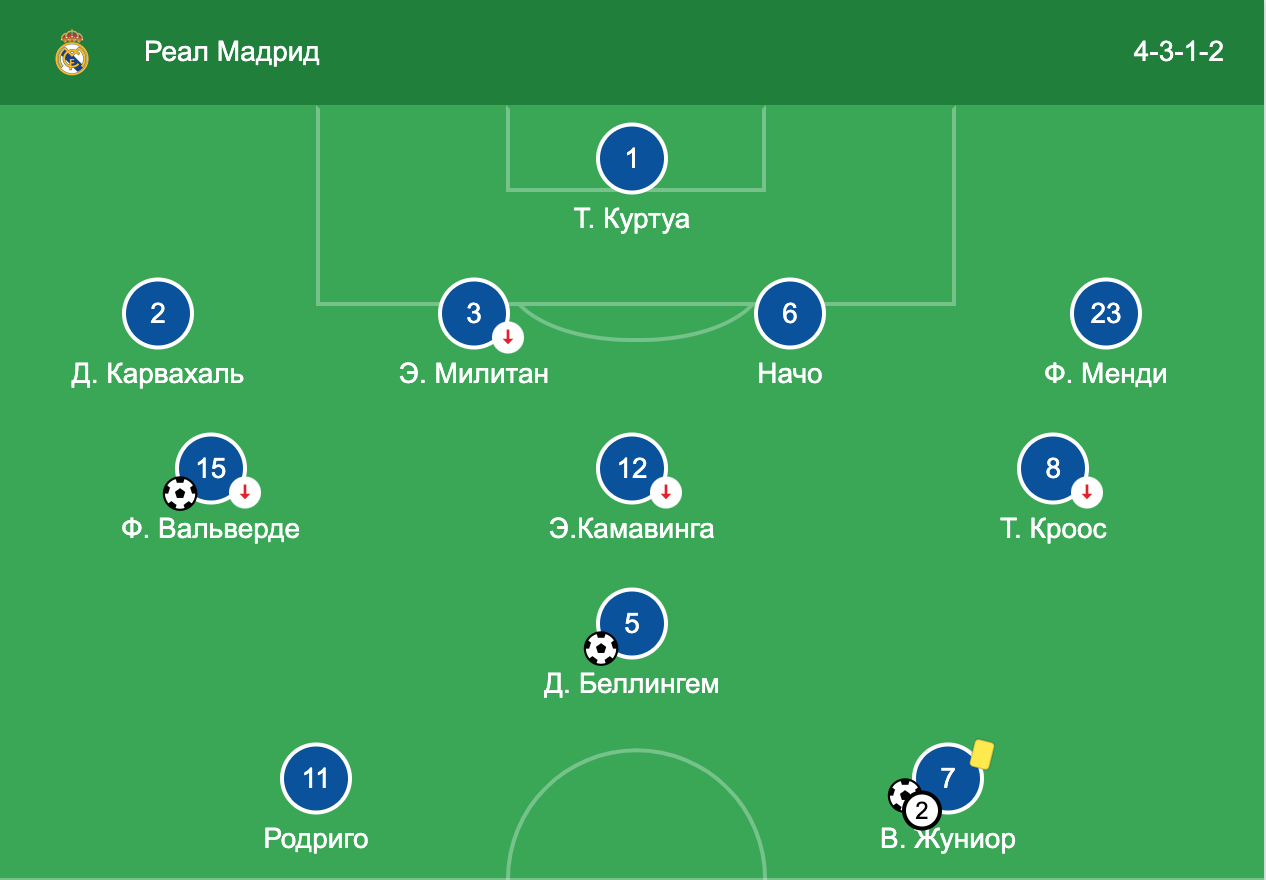 Реал Мадрид 4-3-1-2
1
Т. Куртуа
2 3 6 23
Д. Карвахаль Э. Милитан Начо Ф. Менди
15 12 8
Ф. Вальверде Э.Камавинга Т. Кроос
5
Д. Беллингем
11 7
2
Родриго В. Жуниор